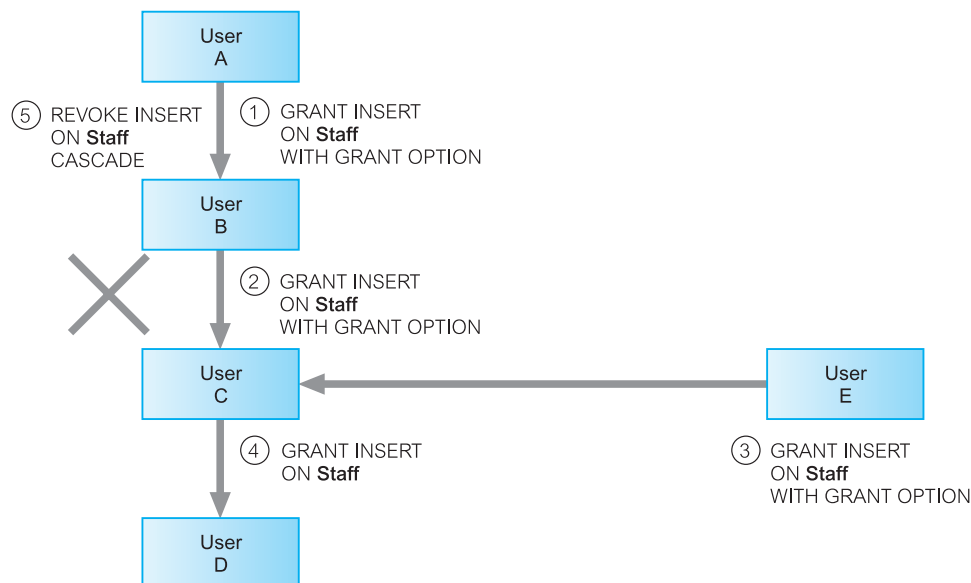 User
A
⑤ REVOKE INSERT
ON Staff
CASCADE
① GRANT INSERT
ON Staff
WITH GRANT OPTION
User
B
② GRANT INSERT
ON Staff
WITH GRANT OPTION
User
C
User
E
④ GRANT INSERT
ON Staff
③ GRANT INSERT
ON Staff
WITH GRANT OPTION
User
D